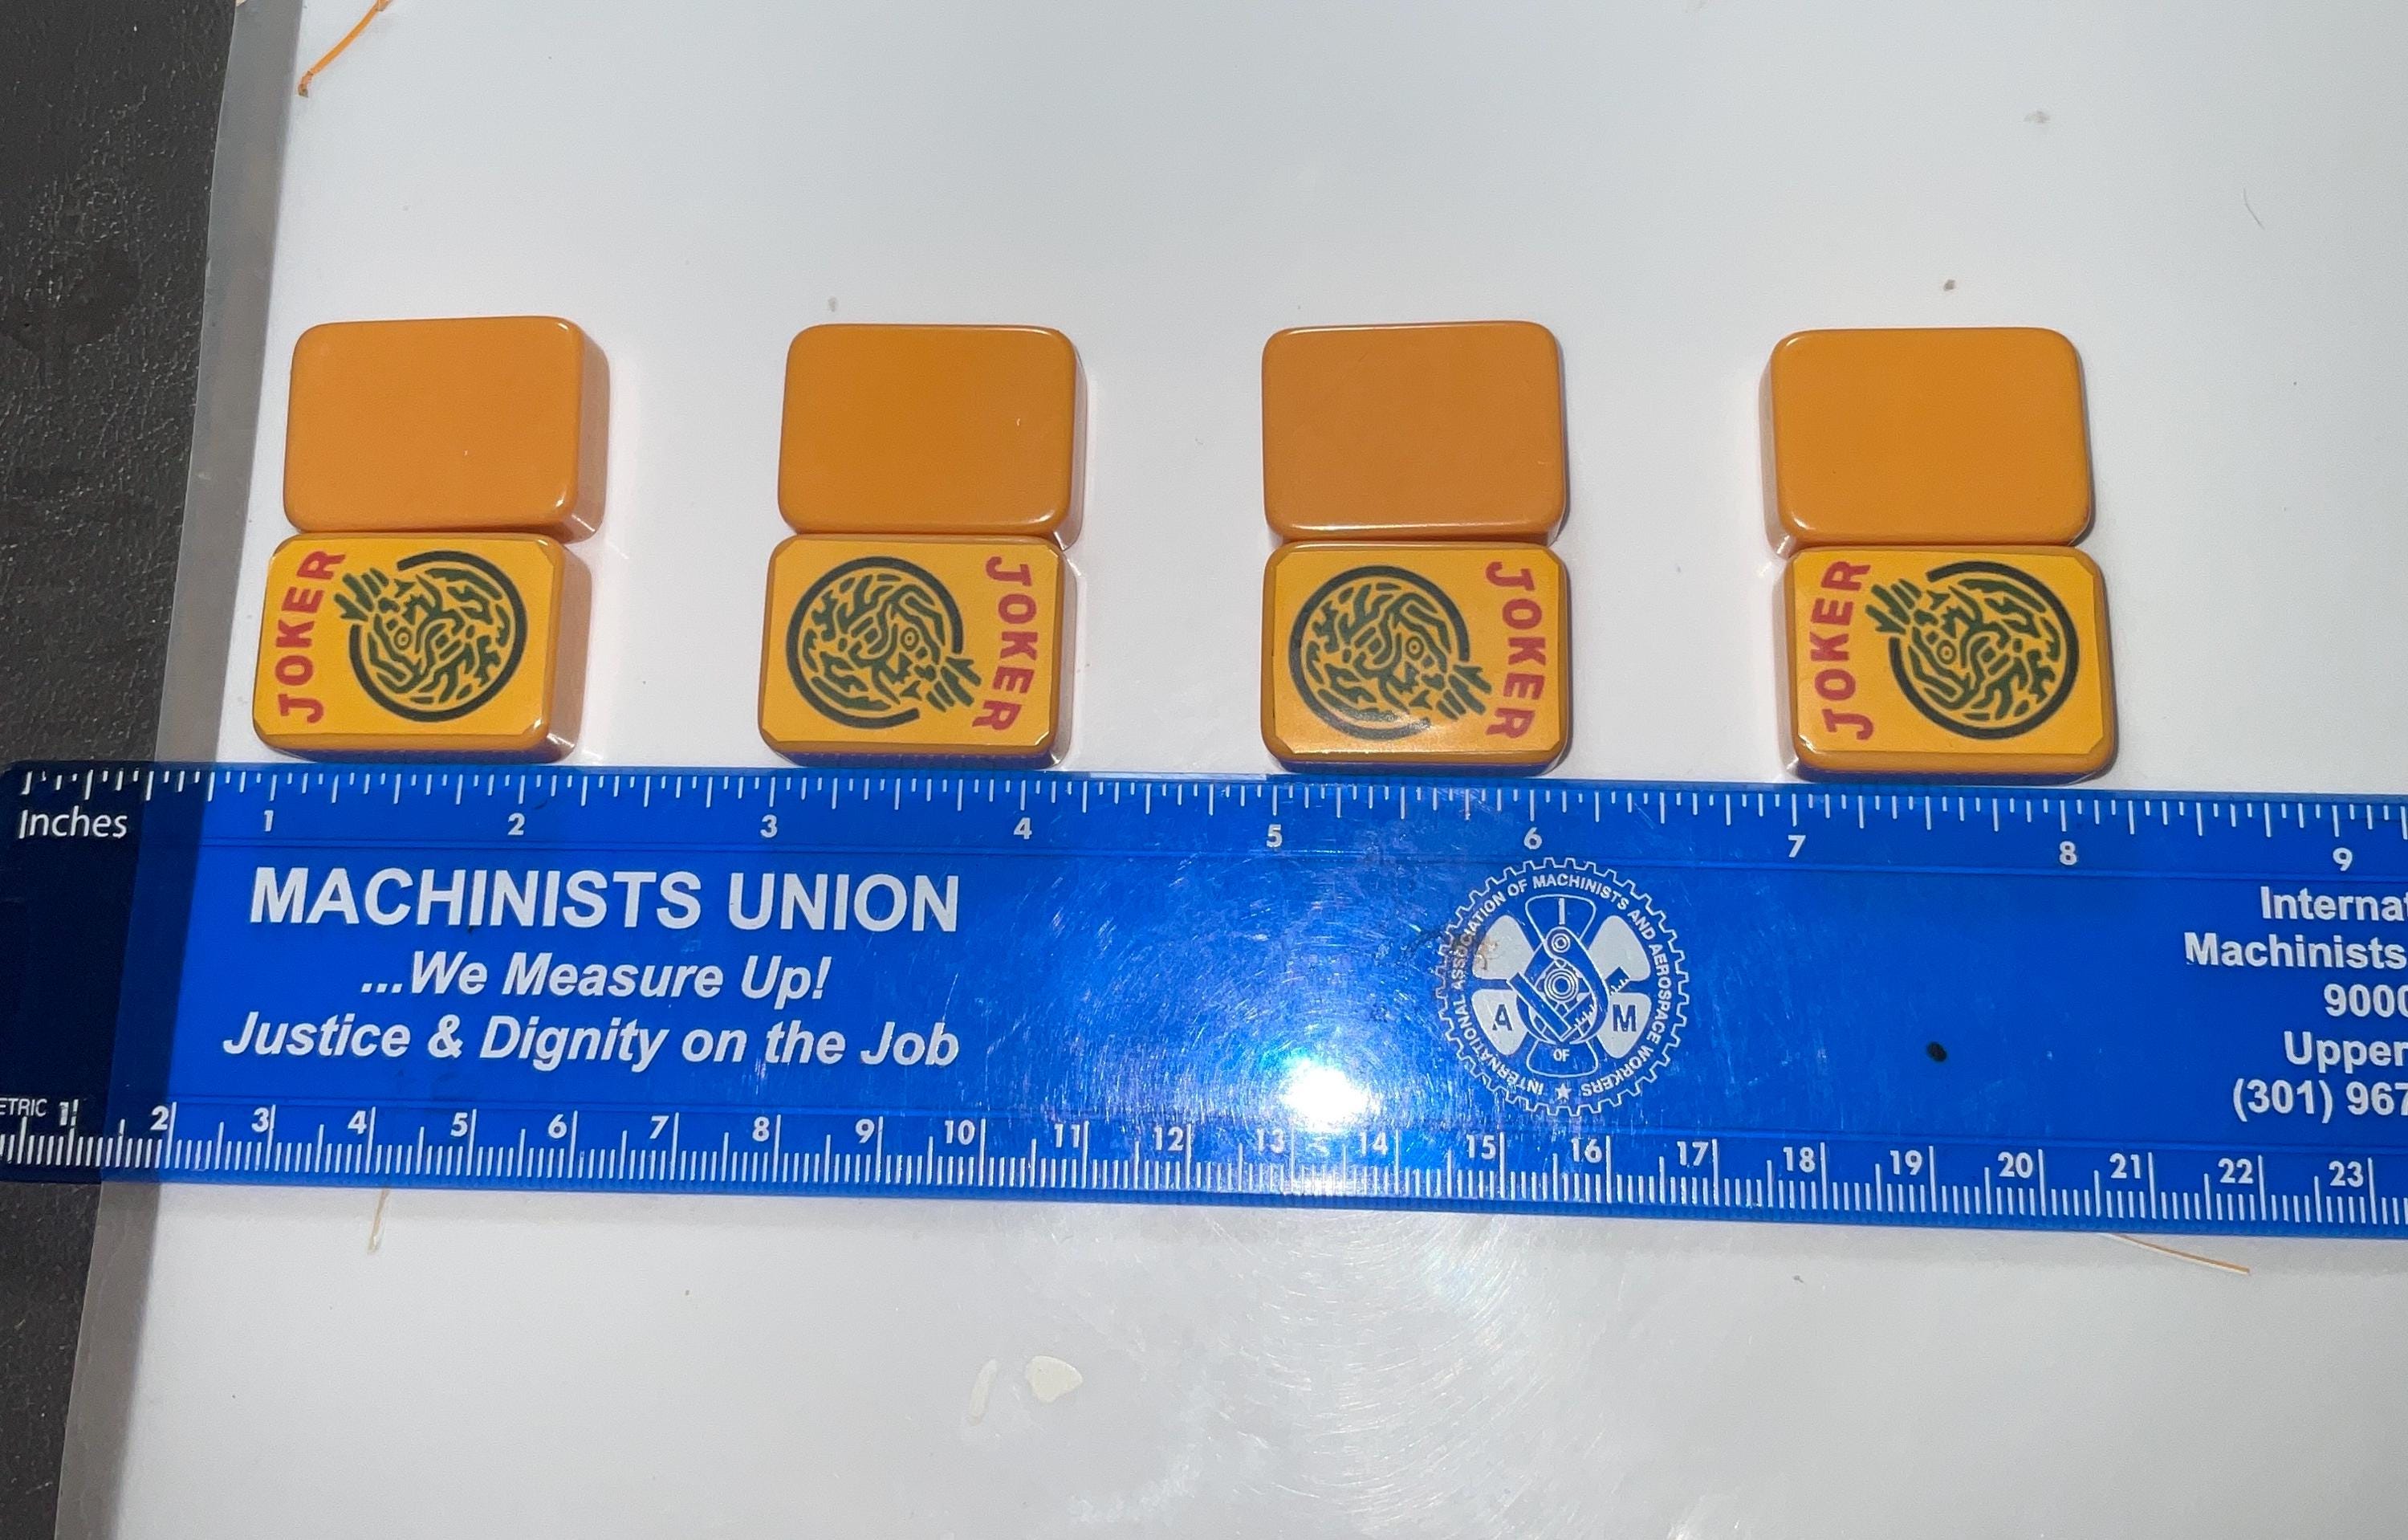 JOKER
JOKER
JOKER
JOKER
1 2 3 4 5 6 7 8 9
Inches
MACHINISTS UNION
...We Measure Up!
Justice & Dignity on the Job
INTERNATIONAL ASSOCIATION OF MACHINISTS AND AEROSPACE WORKERS
I
A M
OF
Internat
Machinists
9000
Upper
(301) 967
ETRIC 1 2 3 4 5 6 7 8 9 10 11 12 13 14 15 16 17 18 19 20 21 22 23